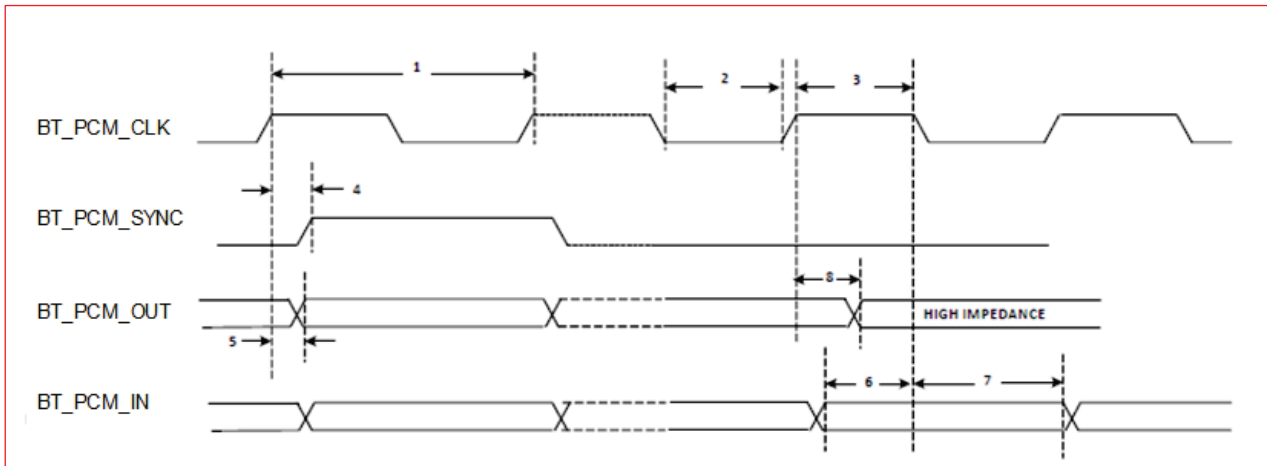 1
2
3
BT_PCM_CLK
4
BT_PCM_SYNC
8
BT_PCM_OUT
HIGH IMPEDANCE
5
6
7
BT_PCM_IN